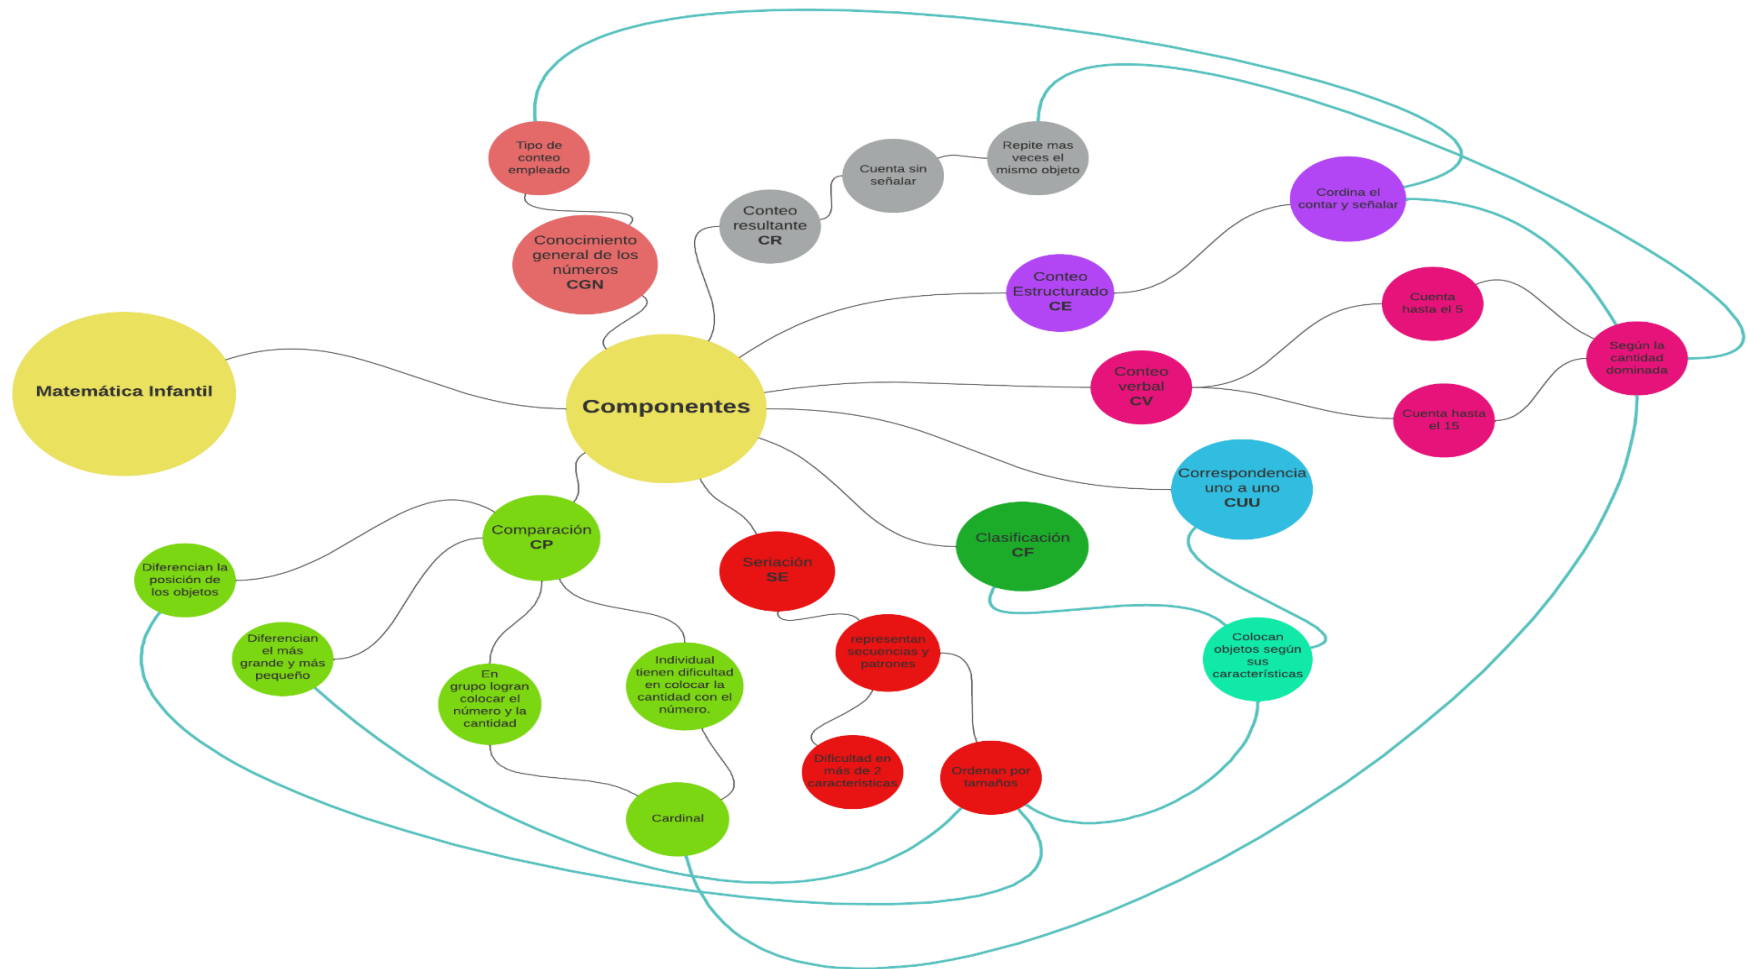 Tipo de
conteo
empleado
Repite mas
veces el
mismo objeto
Cuenta sin
señalar
Cordina el
contar y señalar
Conteo
resultante
CR
Conocimiento
general de los
números
CGN
Conteo
Estructurado
CE
Cuenta
hasta el 5
Según la
cantidad
dominada
Matemática Infantil
Componentes
Conteo
verbal
CV
Cuenta hasta
el 15
Correspondencia
uno a uno
CUU
Comparación
CP
Clasificación
CF
Seriación
SE
Diferencian la
posición de
los objetos
Diferencian
el más
grande y más
pequeño
En
grupo logran
colocar el
número y la
cantidad
Individual
tienen dificultad
en colocar la
cantidad con el
número.
representan
secuencias y
patrones
Colocan
objetos según
sus
características
Dificultad en
más de 2
características
Ordenan por
tamaños
Cardinal